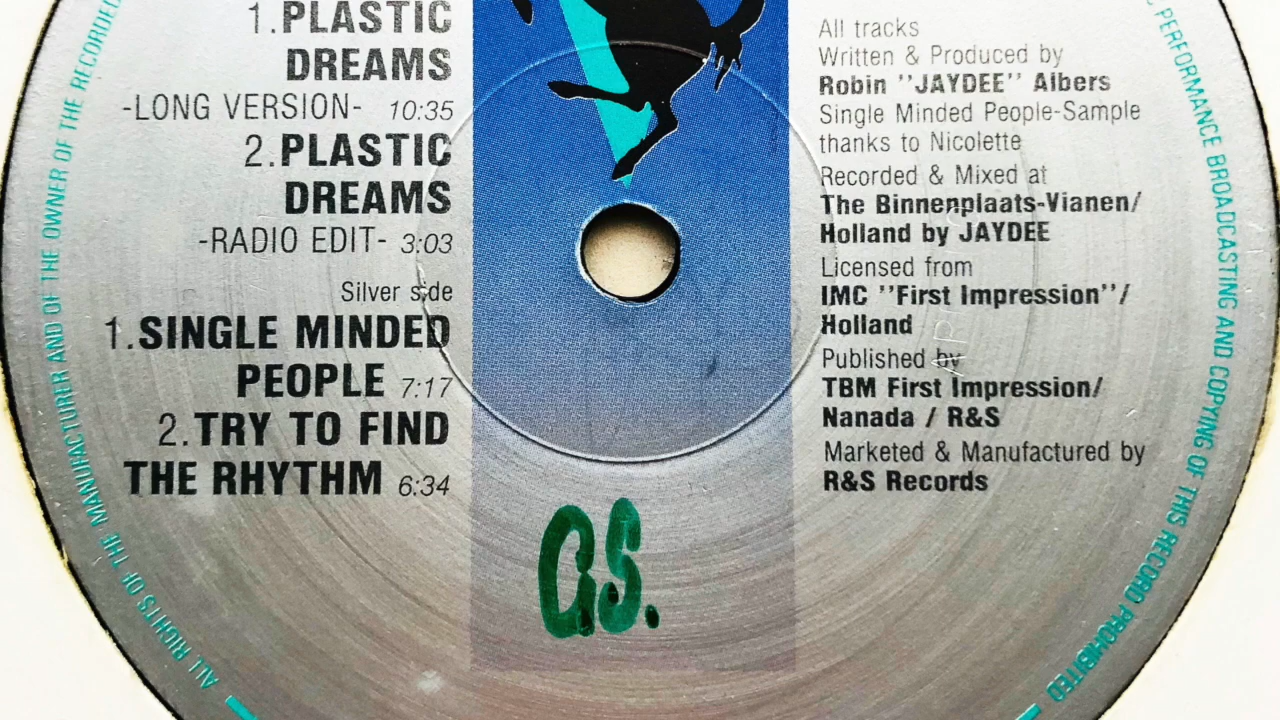 1.PLASTIC
DREAMS
-LONG VERSION- 10:35
2.PLASTIC
DREAMS
-RADIO EDIT- 3:03
Silver side
1.SINGLE MINDED
PEOPLE 7:17
2.TRY TO FIND
THE RHYTHM 6:34
All tracks
Written & Produced by
Robin "JAYDEE" Albers
Single Minded People-Sample
thanks to Nicolette
Recorded & Mixed at
The Binnenplaats-Vianen/
Holland by JAYDEE
Licensed from
IMC "First Impression"/
Holland
Published by
TBM First Impression/
Nanada / R&S
Marketed & Manufactured by
R&S Records
GS.
ALL RIGHTS OF THE MANUFACTURER AND OF THE OWNER OF THE RECORDED
PERFORMANCE BROADCASTING AND COPYING OF THIS RECORD PROHIBITED